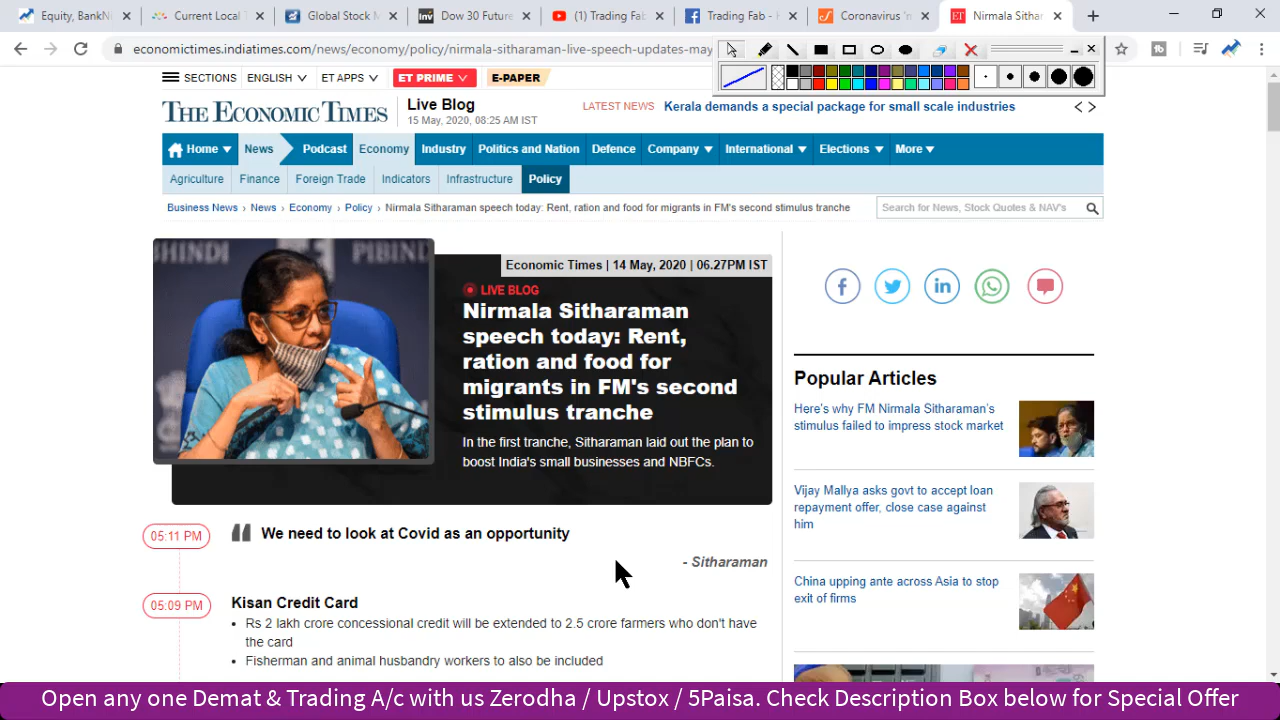 Equity, BankNi
Current Local T
Global Stock M
Dow 30 Future
(1) Trading Fab
Trading Fab - H
Coronavirus 'm
ET
Nirmala Sithar
economictimes.indiatimes.com/news/economy/policy/nirmala-sitharaman-live-speech-updates-may
SECTIONS
ENGLISH
ET APPS
ET PRIME
E-PAPER
THE ECONOMIC TIMES
Live Blog
15 May, 2020, 08:25 AM IST
LATEST NEWS
Kerala demands a special package for small scale industries
Home
News
Podcast
Economy
Industry
Politics and Nation
Defence
Company
International
Elections
More
Agriculture
Finance
Foreign Trade
Indicators
Infrastructure
Policy
Business News › News › Economy › Policy › Nirmala Sitharaman speech today: Rent, ration and food for migrants in FM's second stimulus tranche
Search for News, Stock Quotes & NAV's
BHINDI
PIBIND
Economic Times | 14 May, 2020 | 06.27PM IST
LIVE BLOG
Nirmala Sitharaman
speech today: Rent,
ration and food for
migrants in FM's second
stimulus tranche
In the first tranche, Sitharaman laid out the plan to
boost India's small businesses and NBFCs.
Popular Articles
Here's why FM Nirmala Sitharaman's
stimulus failed to impress stock market
Vijay Mallya asks govt to accept loan
repayment offer, close case against
him
China upping ante across Asia to stop
exit of firms
05:11 PM
We need to look at Covid as an opportunity
- Sitharaman
05:09 PM
Kisan Credit Card
Rs 2 lakh crore concessional credit will be extended to 2.5 crore farmers who don't have
the card
Fisherman and animal husbandry workers to also be included
Open any one Demat & Trading A/c with us Zerodha / Upstox / 5Paisa. Check Description Box below for Special Offer